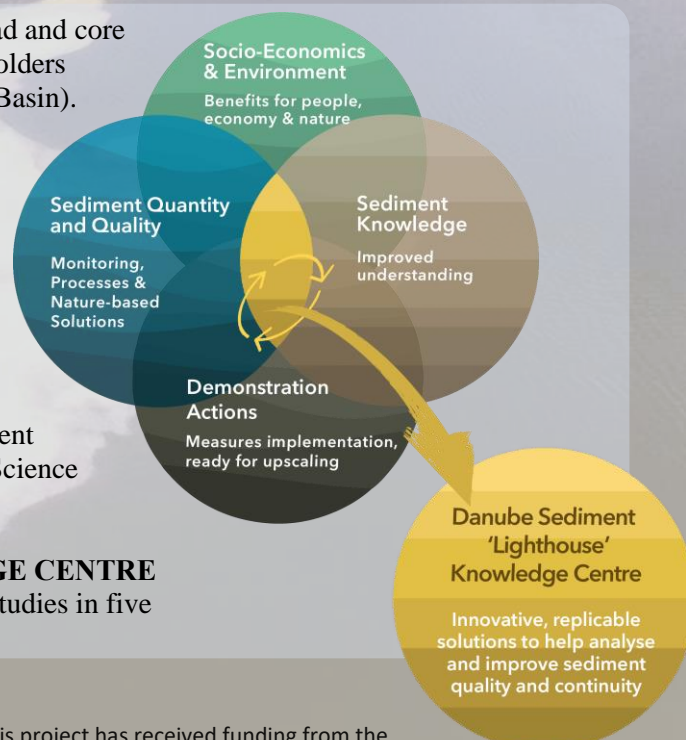 ad and core
olders
Basin).
Socio-Economics
& Environment
Benefits for people,
economy & nature
Sediment Quantity
and Quality
Monitoring,
Processes &
Nature-based
Solutions
Sediment
Knowledge
Improved
understanding
Demonstration
Actions
Measures implementation,
ready for upscaling
ent
Science
GE CENTRE
tudies in five
Danube Sediment
'Lighthouse'
Knowledge Centre
Innovative, replicable
solutions to help analyse
and improve sediment
quality and continuity
is project has received funding from the